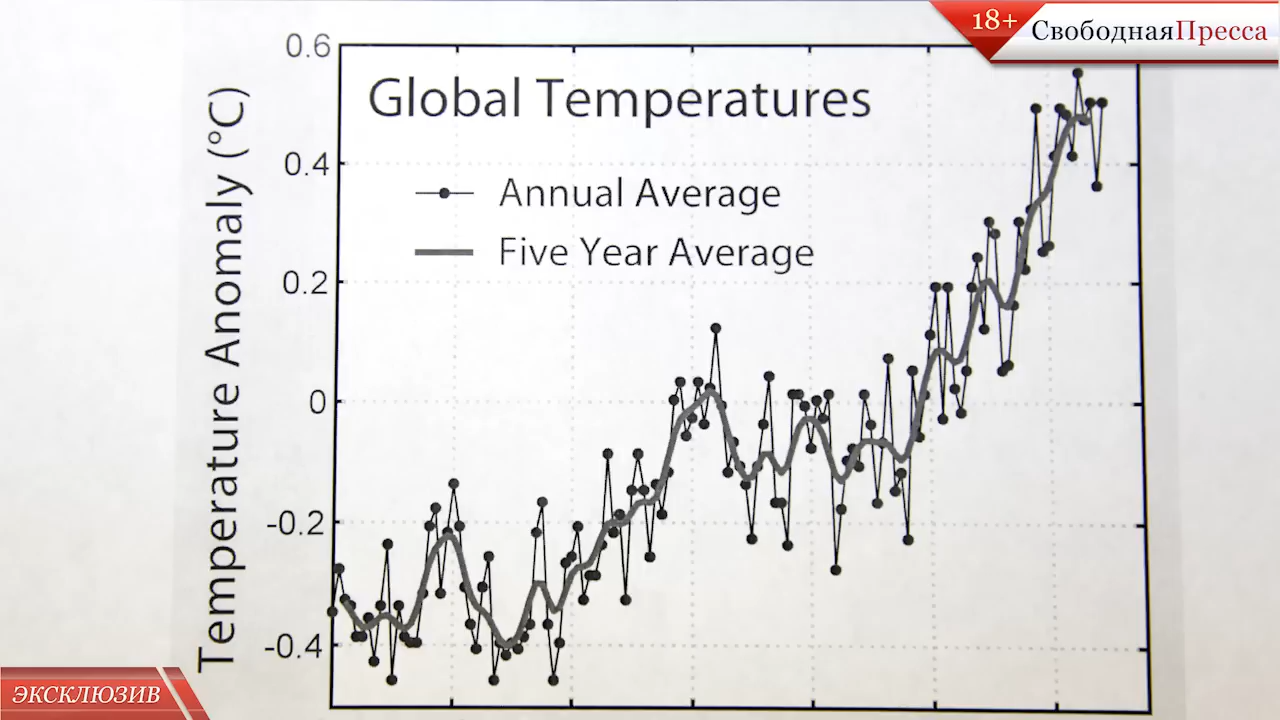 18+
СвободнаяПресса
Global Temperatures
Annual Average
Five Year Average
Temperature Anomaly (°C)
0.6
0.4
0.2
0
-0.2
-0.4
ЭКСКЛЮЗИВ